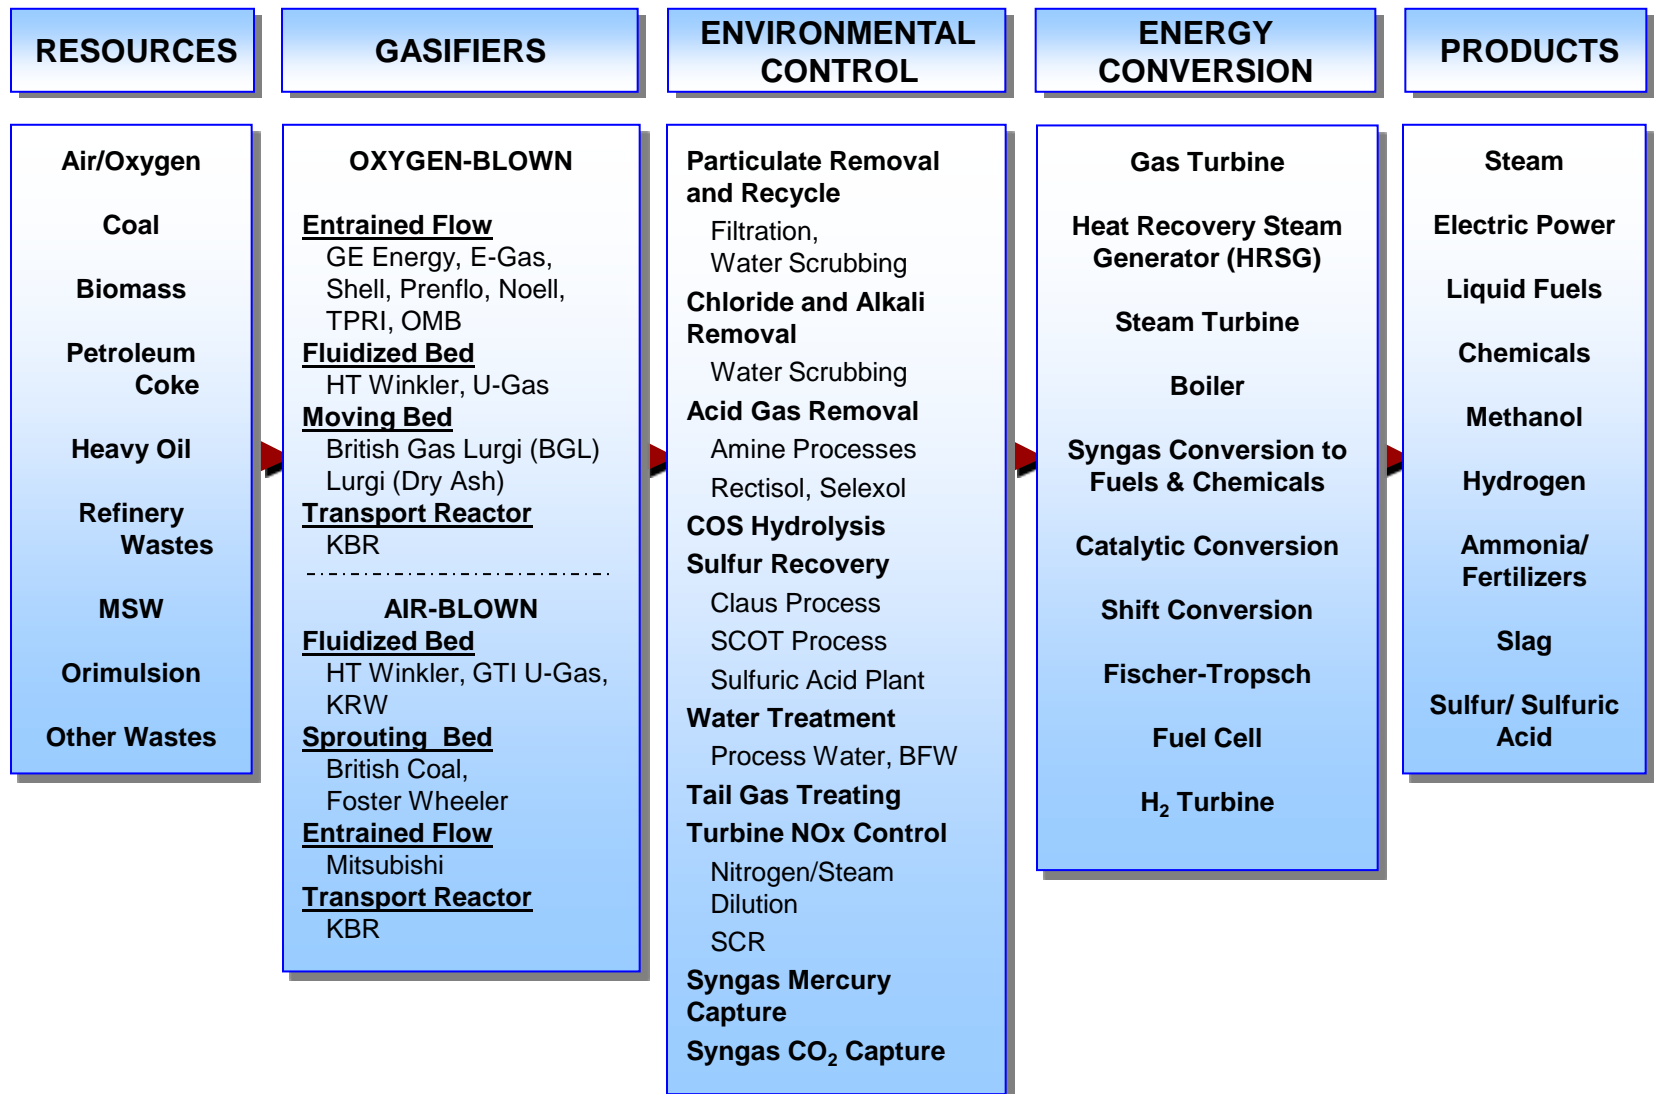 RESOURCES
GASIFIERS
ENVIRONMENTAL
CONTROL
ENERGY
CONVERSION
PRODUCTS
Air/Oxygen
Coal
Biomass
Petroleum
Coke
Heavy Oil
Refinery
Wastes
MSW
Orimulsion
Other Wastes
OXYGEN-BLOWN
Entrained Flow
GE Energy, E-Gas,
Shell, Prenflo, Noell,
TPRI, OMB
Fluidized Bed
HT Winkler, U-Gas
Moving Bed
British Gas Lurgi (BGL)
Lurgi (Dry Ash)
Transport Reactor
KBR
AIR-BLOWN
Fluidized Bed
HT Winkler, GTI U-Gas,
KRW
Sprouting Bed
British Coal,
Foster Wheeler
Entrained Flow
Mitsubishi
Transport Reactor
KBR
Particulate Removal
and Recycle
Filtration,
Water Scrubbing
Chloride and Alkali
Removal
Water Scrubbing
Acid Gas Removal
Amine Processes
Rectisol, Selexol
COS Hydrolysis
Sulfur Recovery
Claus Process
SCOT Process
Sulfuric Acid Plant
Water Treatment
Process Water, BFW
Tail Gas Treating
Turbine NOx Control
Nitrogen/Steam
Dilution
SCR
Syngas Mercury
Capture
Syngas CO₂ Capture
Gas Turbine
Heat Recovery Steam
Generator (HRSG)
Steam Turbine
Boiler
Syngas Conversion to
Fuels & Chemicals
Catalytic Conversion
Shift Conversion
Fischer-Tropsch
Fuel Cell
H₂ Turbine
Steam
Electric Power
Liquid Fuels
Chemicals
Methanol
Hydrogen
Ammonia/
Fertilizers
Slag
Sulfur/ Sulfuric
Acid